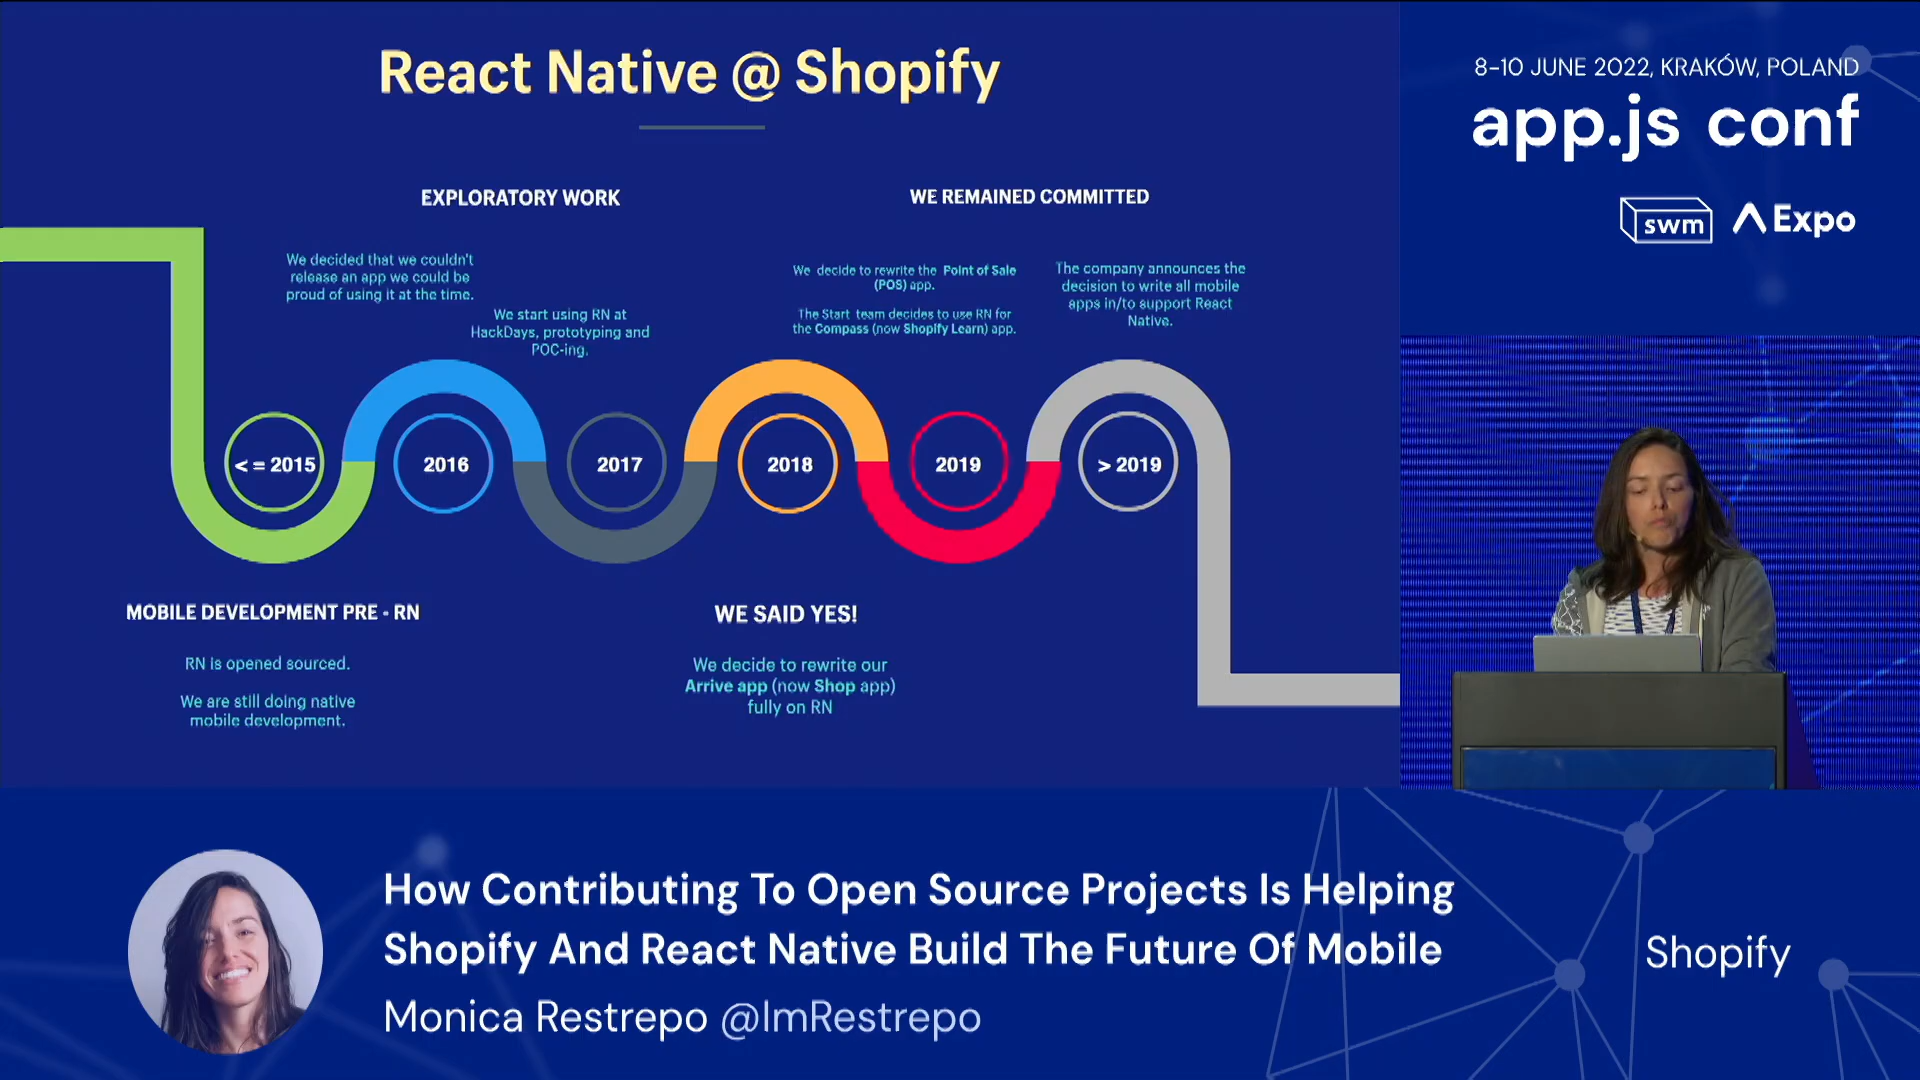 React Native @ Shopify
EXPLORATORY WORK
We decided that we couldn't
release an app we could be
proud of using it at the time.
We start using RN at
HackDays, prototyping and
POC-ing.
WE REMAINED COMMITTED
We decide to rewrite the Point of Sale
(POS) app.
The Start team decides to use RN for
the Compass (now Shopify Learn) app.
The company announces the
decision to write all mobile
apps in/to support React
Native.
< = 2015
2016
2017
2018
2019
> 2019
MOBILE DEVELOPMENT PRE - RN
RN is opened sourced.
We are still doing native
mobile development.
WE SAID YES!
We decide to rewrite our
Arrive app (now Shop app)
fully on RN
8-10 JUNE 2022, KRAKÓW, POLAND
app.js conf
swm
Expo
How Contributing To Open Source Projects Is Helping
Shopify And React Native Build The Future Of Mobile
Monica Restrepo @ImRestrepo
Shopify